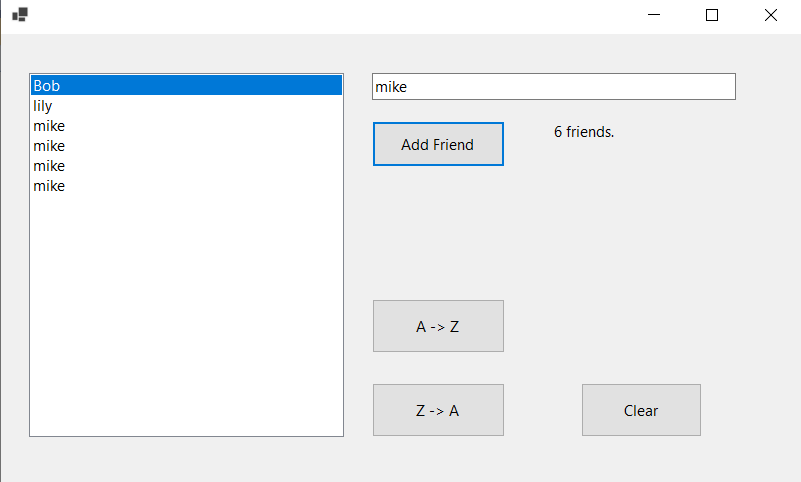 Bob
lily
mike
mike
mike
mike
mike
Add Friend
6 friends.
A -> Z
Z -> A
Clear